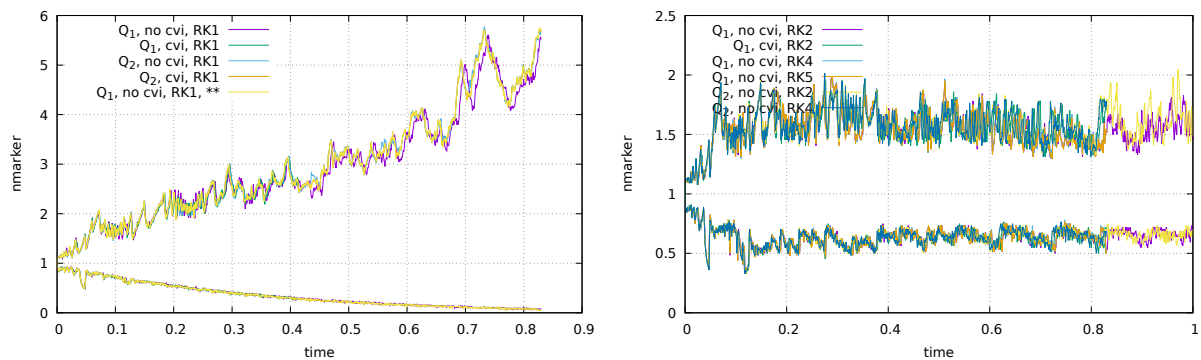 6
5
4
3
2
1
0
0
0.1
0.2
0.3
0.4
0.5
0.6
0.7
0.8
0.9
nmarker
time
Q₁, no cvi, RK1
Q₁, cvi, RK1
Q₂, no cvi, RK1
Q₂, cvi, RK1
Q₁, no cvi, RK1, **
2.5
2
1.5
1
0.5
0
0
0.2
0.4
0.6
0.8
1
nmarker
time
Q₁, no cvi, RK2
Q₁, cvi, RK2
Q₁, no cvi, RK4
Q₁, no cvi, RK5
Q₂, no cvi, RK2
Q₂, no cvi, RK4